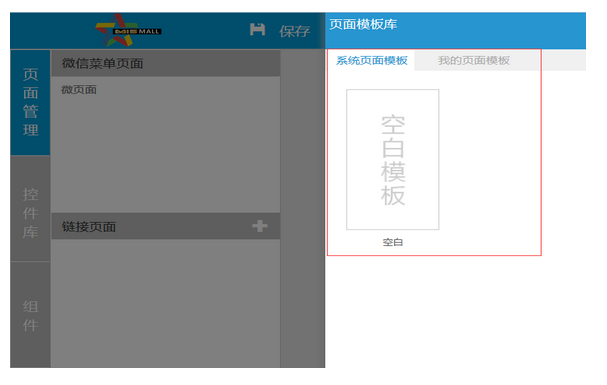 MALL
保存
页面模板库
页面管理
微信菜单页面
微页面
系统页面模板
我的页面模板
空白模板
空白
控件库
链接页面
组件